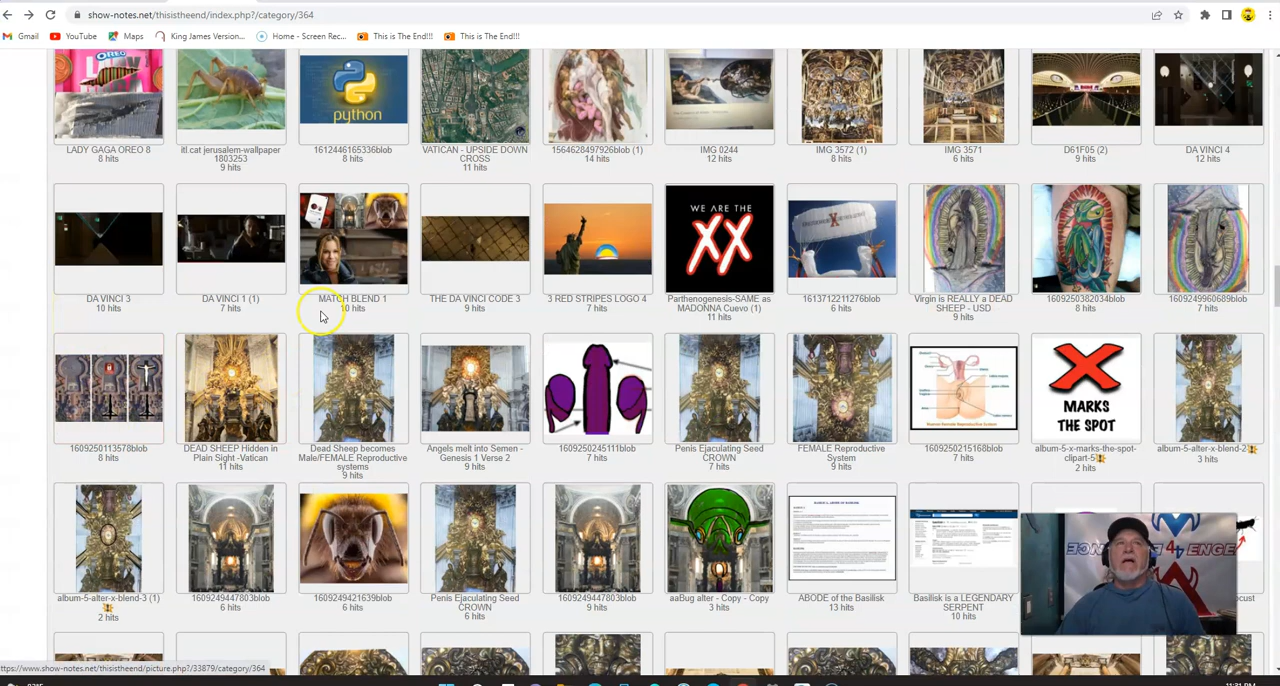 show-notes.net/thisistheend/index.php?/category/364
Gmail
YouTube
Maps
King James Version...
Home - Screen Rec...
This is The End!!!
This is The End!!!
OREO
python
LADY GAGA OREO 8
8 hits
itl.cat jerusalem-wallpaper
1803253
9 hits
1612446165336blob
8 hits
VATICAN - UPSIDE DOWN
CROSS
11 hits
1564628497926blob (1)
14 hits
IMG 0244
12 hits
IMG 3572 (1)
8 hits
IMG 3571
6 hits
D61F05 (2)
9 hits
DA VINCI 4
12 hits
WE ARE THE
XX
DA VINCI 3
10 hits
DA VINCI 1 (1)
7 hits
MATCH BLEND 1
10 hits
THE DA VINCI CODE 3
9 hits
3 RED STRIPES LOGO 4
7 hits
Parthenogenesis-SAME as
MADONNA Cuevo (1)
11 hits
1613712211276blob
6 hits
Virgin is REALLY a DEAD
SHEEP - USD
9 hits
1609250382034blob
8 hits
1609249960689blob
7 hits
X
MARKS
THE SPOT
1609250113578blob
8 hits
DEAD SHEEP Hidden in
Plain Sight -Vatican
11 hits
Dead Sheep becomes
Male/FEMALE Reproductive
systems
9 hits
Angels melt into Semen -
Genesis 1 Verse 2
9 hits
1609250245111blob
7 hits
Penis Ejaculating Seed
CROWN
7 hits
FEMALE Reproductive
System
9 hits
1609250215168blob
7 hits
album-5-x-marks-the-spot-
clipart-5
2 hits
album-5-alter-x-blend-2-
3 hits
album-5-alter-x-blend-3 (1)
2 hits
1609249447803blob
6 hits
1609249421639blob
6 hits
Penis Ejaculating Seed
CROWN
6 hits
1609249447803blob
9 hits
aaBug alter - Copy - Copy
3 hits
ABODE of the Basilisk
13 hits
Basilisk is a LEGENDARY
SERPENT
10 hits
4 ENGE
ocust
https://www.show-notes.net/thisistheend/picture.php?/33879/category/364
11:31 PM